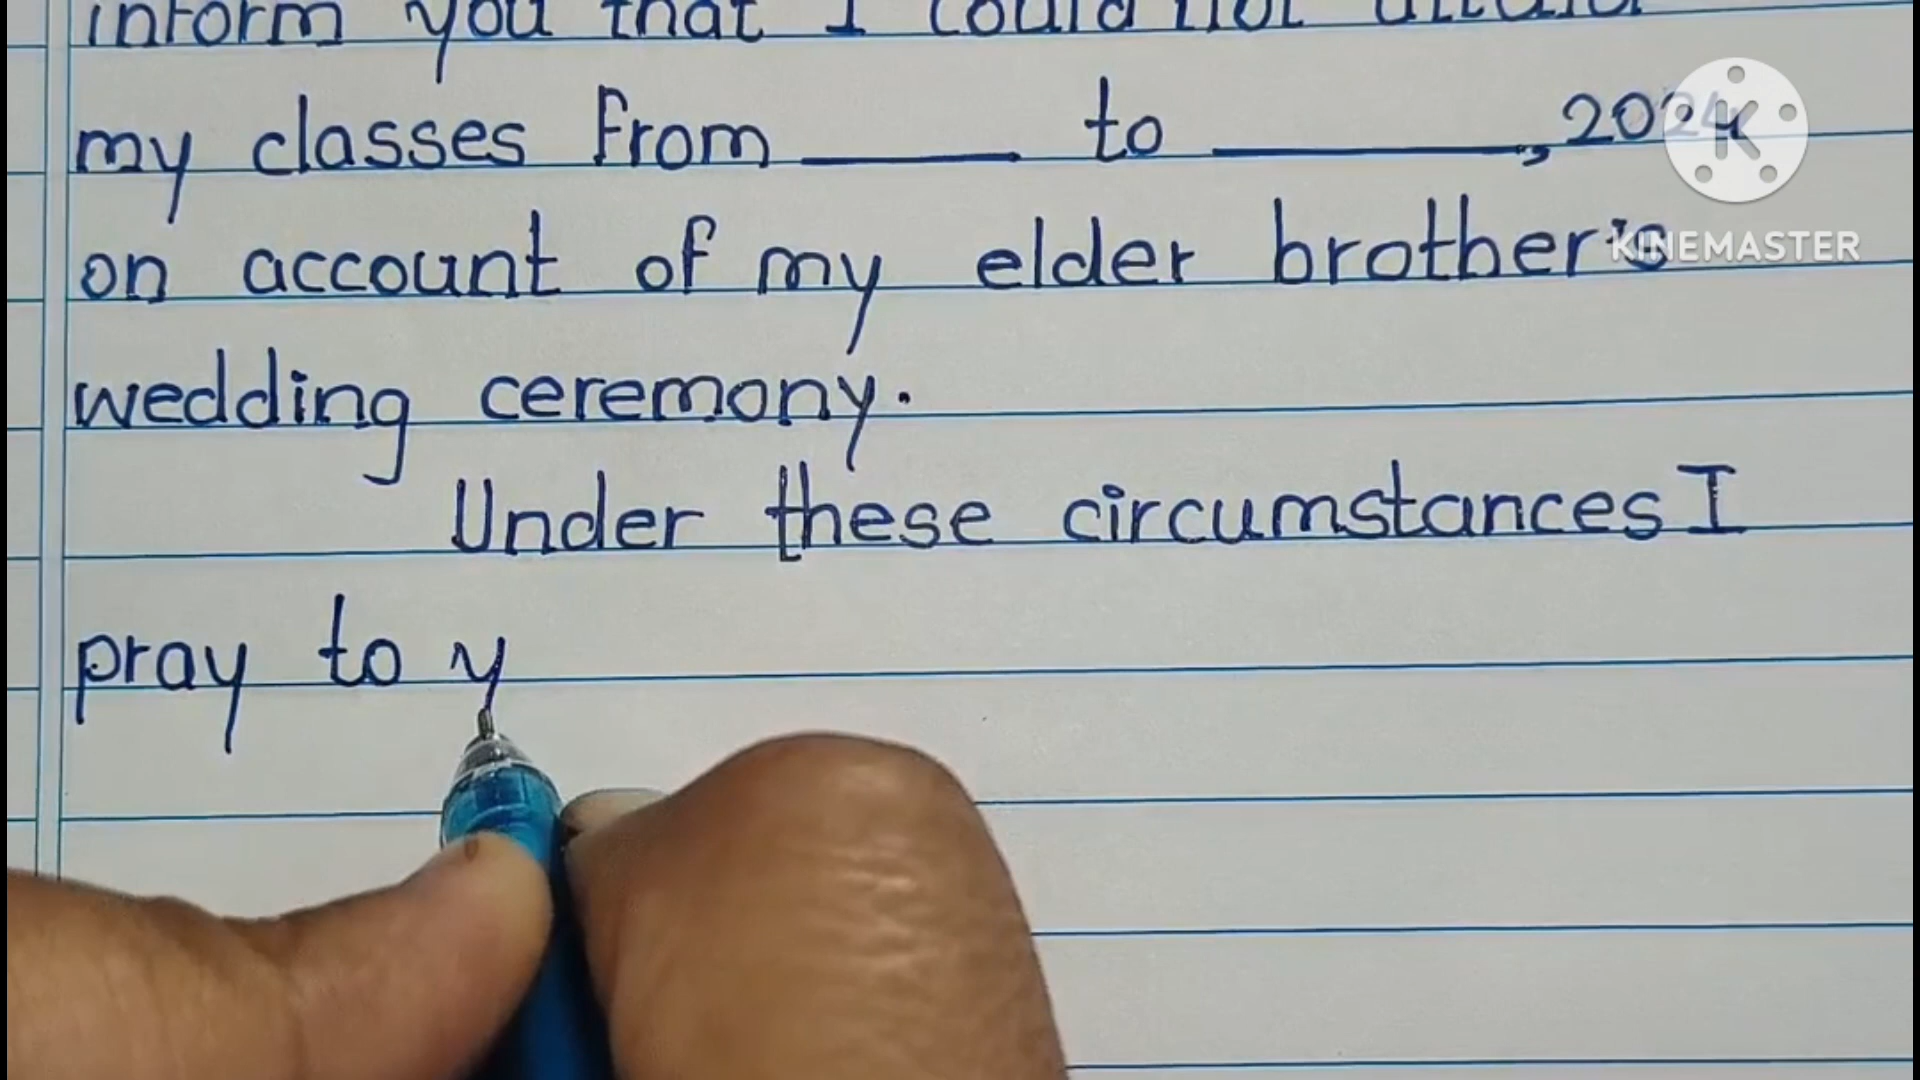 inform you that I could not attend
my classes from ______ to ________, 2024
on account of my elder brother's
KINEMASTER
wedding ceremony.
Under these circumstances I
pray to y